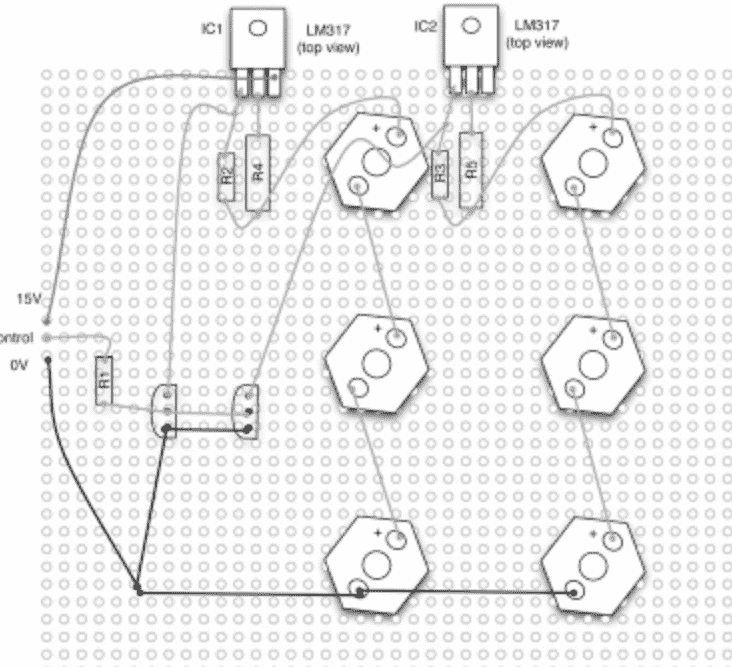 IC1
LM317
(top view)
IC2
LM317
(top view)
+
+
R2
R4
R3
R5
15V
ontrol
0V
R1
+
+
+
+